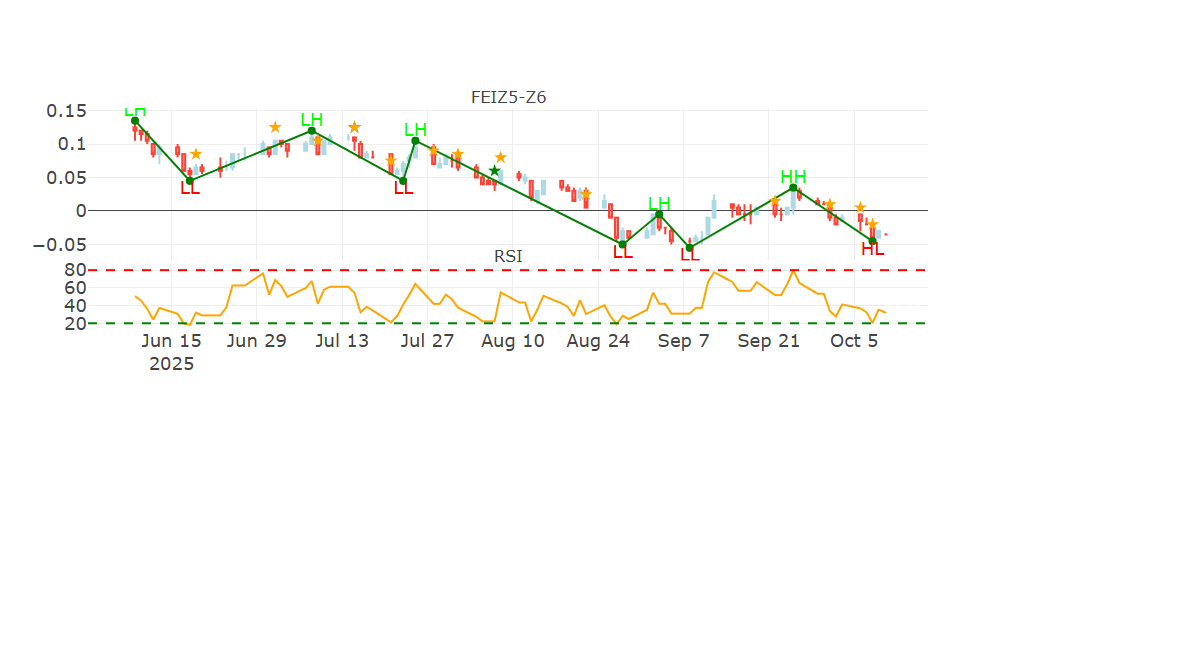 FEIZ5-Z6
0.15
0.1
0.05
0
−0.05
LH
LL
LH
LL
LH
LL
LH
LL
HH
HL
RSI
80
60
40
20
Jun 15
2025
Jun 29
Jul 13
Jul 27
Aug 10
Aug 24
Sep 7
Sep 21
Oct 5